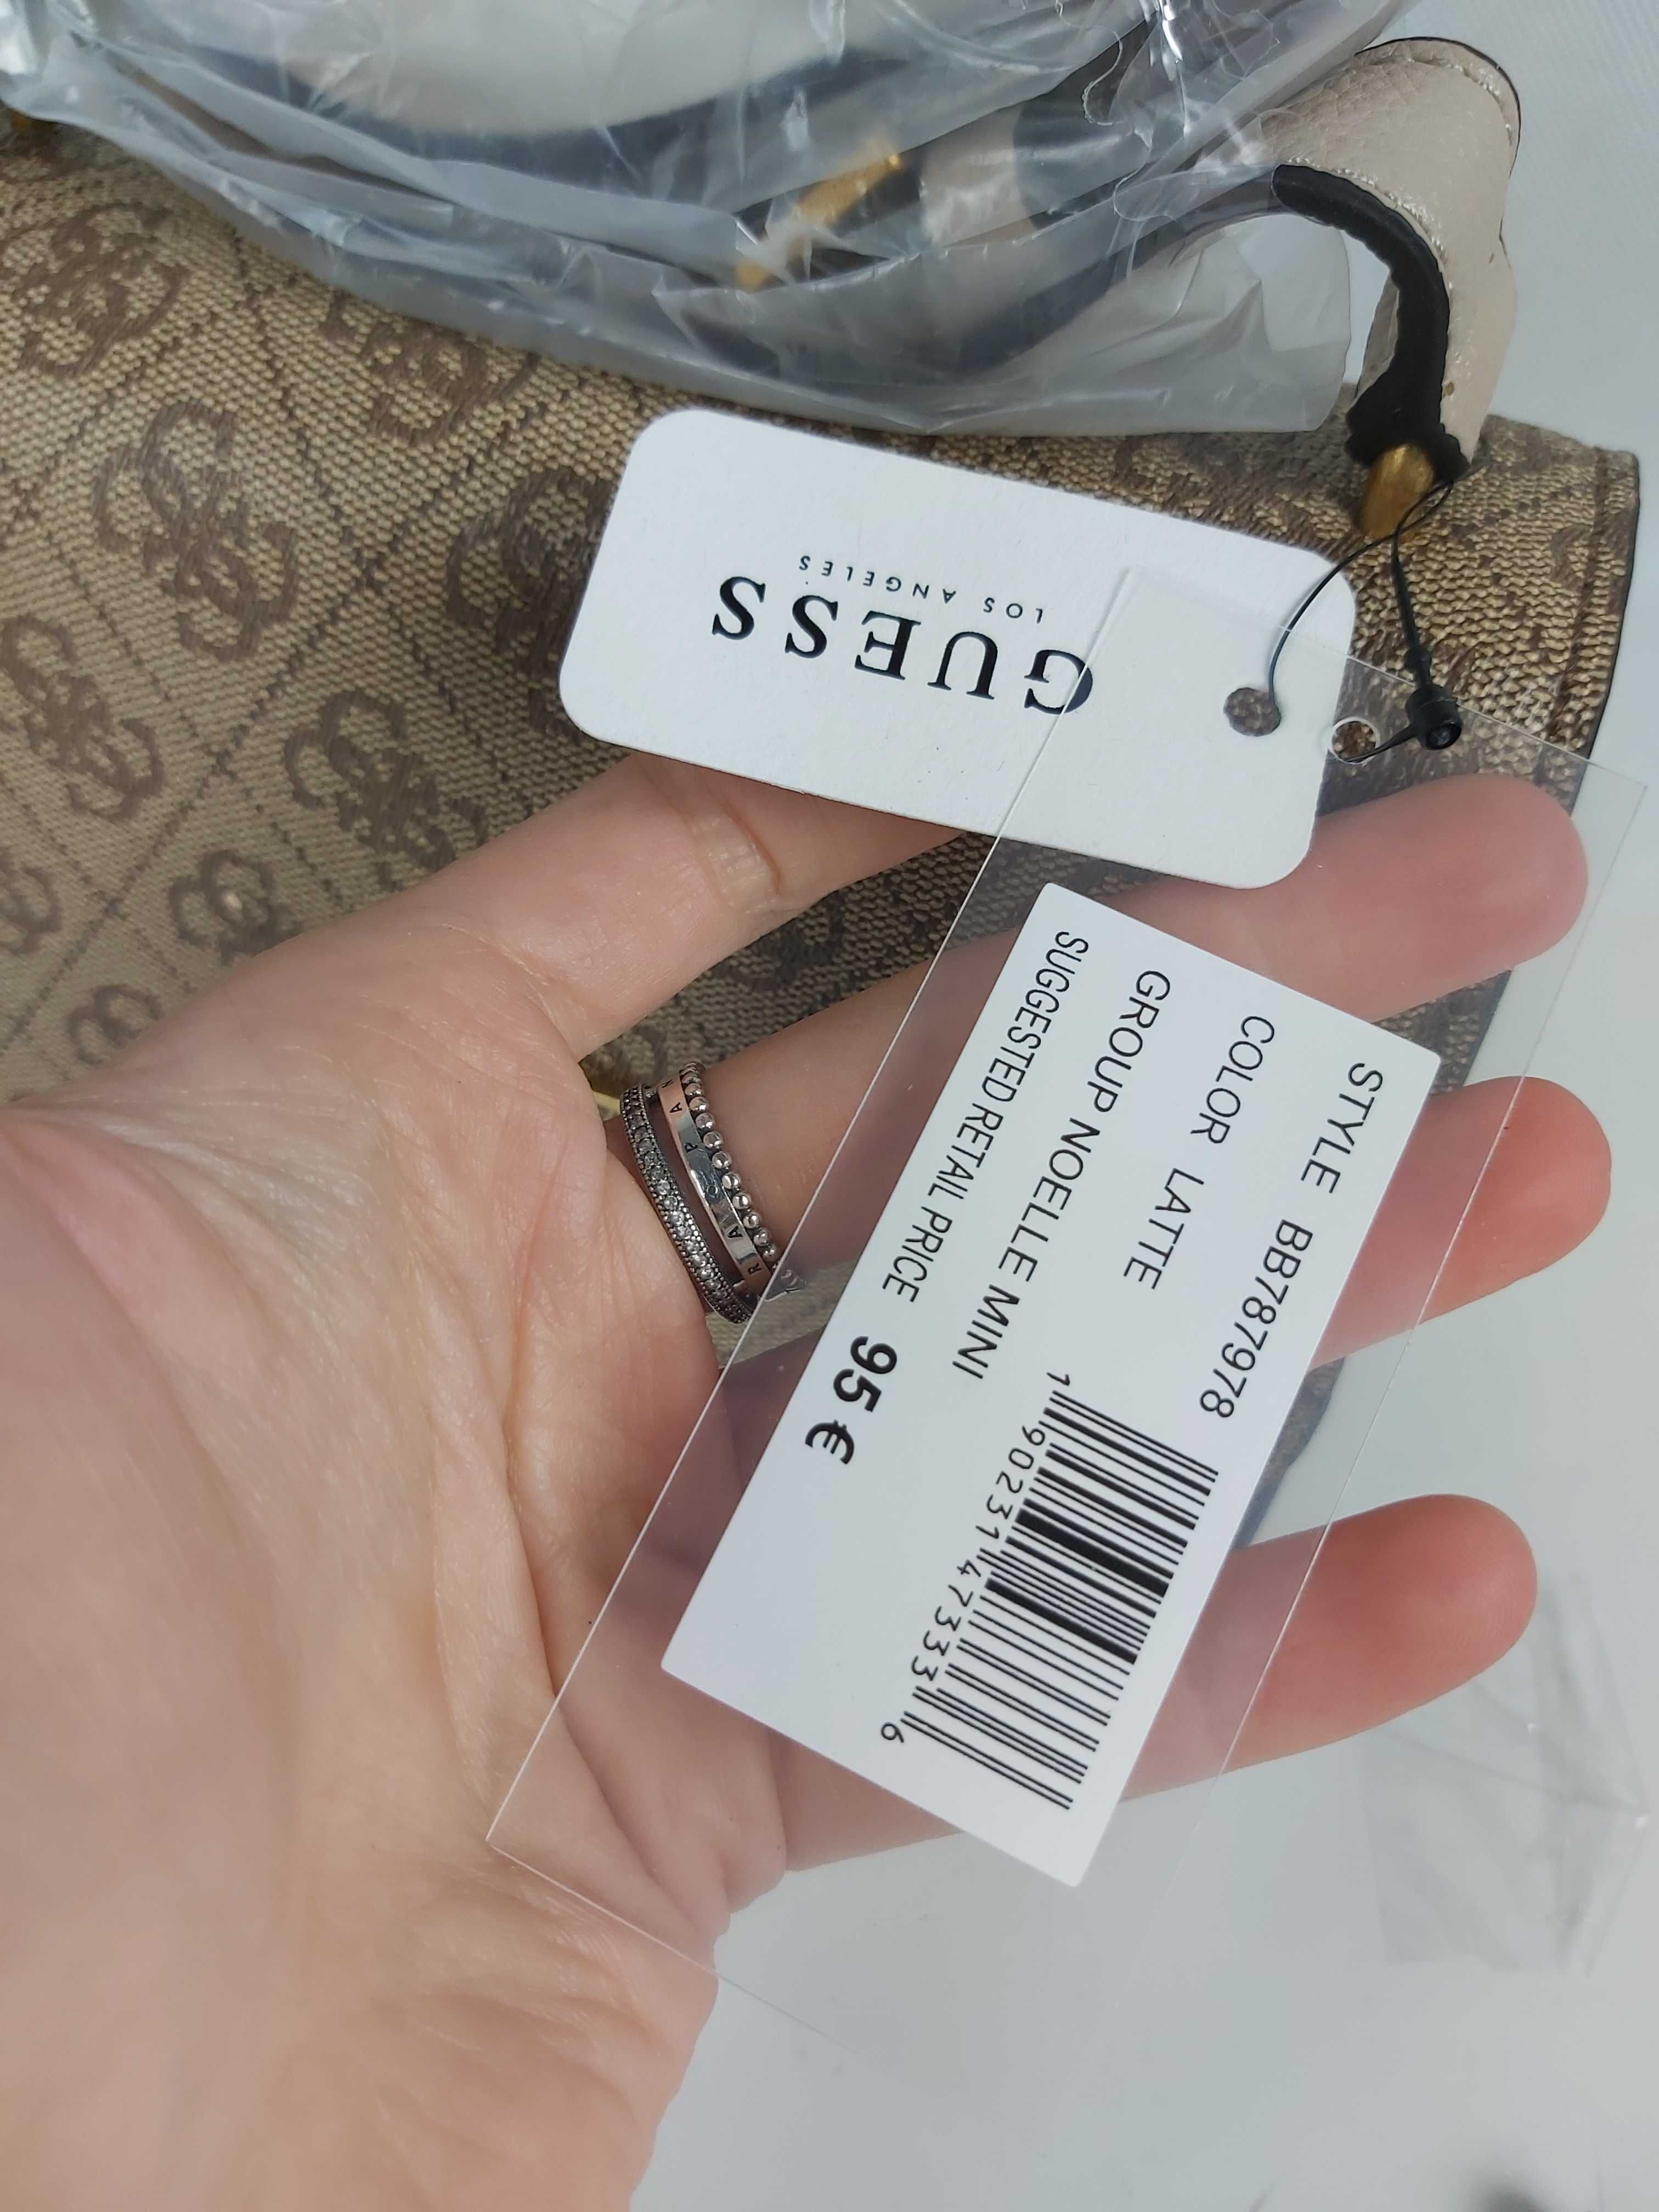 GUESS
LOS ANGELES
STYLE BB787978
COLOR LATTE
GROUP NOELLE MINI
SUGGESTED RETAIL PRICE 95 €
1 90231 47333 6